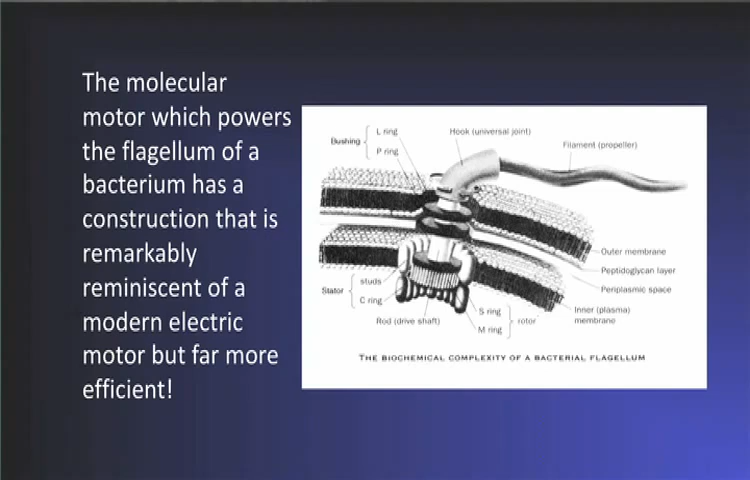 The molecular
motor which powers
the flagellum of a
bacterium has a
construction that is
remarkably
reminiscent of a
modern electric
motor but far more
efficient!
L ring
Bushing
P ring
Hook (universal joint)
Filament (propeller)
Outer membrane
Peptidoglycan layer
Periplasmic space
Inner (plasma)
membrane
studs
Stator
C ring
Rod (drive shaft)
S ring
rotor
M ring
THE BIOCHEMICAL COMPLEXITY OF A BACTERIAL FLAGELLUM